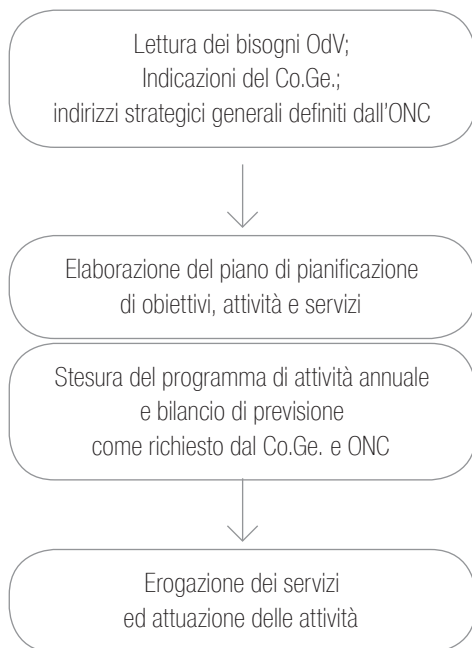 Lettura dei bisogni OdV;
Indicazioni del Co.Ge.;
indirizzi strategici generali definiti dall'ONC
Elaborazione del piano di pianificazione
di obiettivi, attività e servizi
Stesura del programma di attività annuale
e bilancio di previsione
come richiesto dal Co.Ge. e ONC
Erogazione dei servizi
ed attuazione delle attività